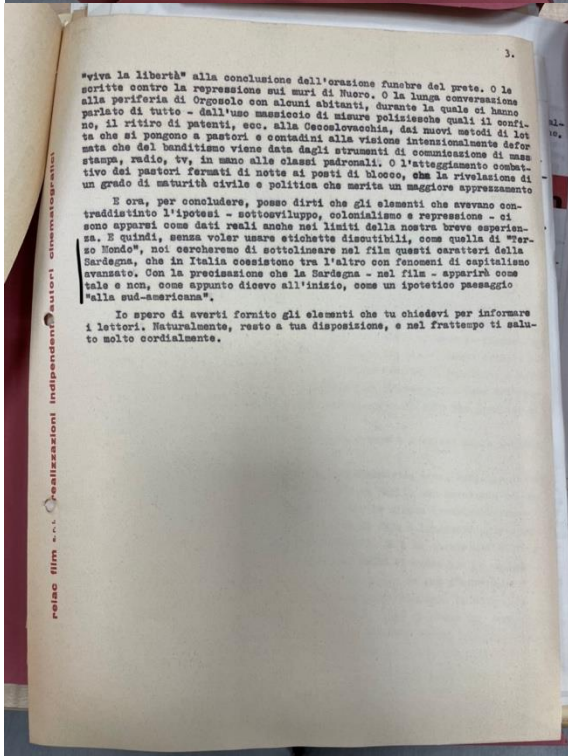 3.
"viva la libertà" alla conclusione dell'orazione funebre del prete. O le
scritte contro la repressione sui muri di Nuoro. O la lunga conversazione
alla periferia di Orgosolo con alcuni abitanti, durante la quale ci hanno
parlato di tutto - dall'uso massiccio di misure poliziesche quali il confi-
no, il ritiro di patenti, ecc. alla Cecoslovacchia, dai nuovi metodi di lot
ta che si pongono a pastori e contadini alla visione intenzionalmente defor
mata che del banditismo viene data dagli strumenti di comunicazione di massa
stampa, radio, tv, in mano alle classi padronali. O l'atteggiamento combat-
tivo dei pastori fermati di notte ai posti di blocco, che la rivelazione di
un grado di maturità civile e politica che merita un maggiore apprezzamento
E ora, per concludere, posso dirti che gli elementi che avevano con-
traddistinto l'ipotesi - sottosviluppo, colonialismo e repressione - ci
sono apparsi come dati reali anche nei limiti della nostra breve esperien-
za. E quindi, senza voler usare etichette discutibili, come quella di "Ter-
zo Mondo", noi cercheremo di sottolineare nel film questi caratteri della
Sardegna, che in Italia coesistono tra l'altro con fenomeni di capitalismo
avanzato. Con la precisazione che la Sardegna - nel film - apparirà come
tale e non, come appunto dicevo all'inizio, come un ipotetico paesaggio
"alla sud-americana".
Io spero di averti fornito gli elementi che tu chiedevi per informare
i lettori. Naturalmente, resto a tua disposizione, e nel frattempo ti salu-
to molto cordialmente.
relac film s.r.l. realizzazioni indipendenti autori cinematografici